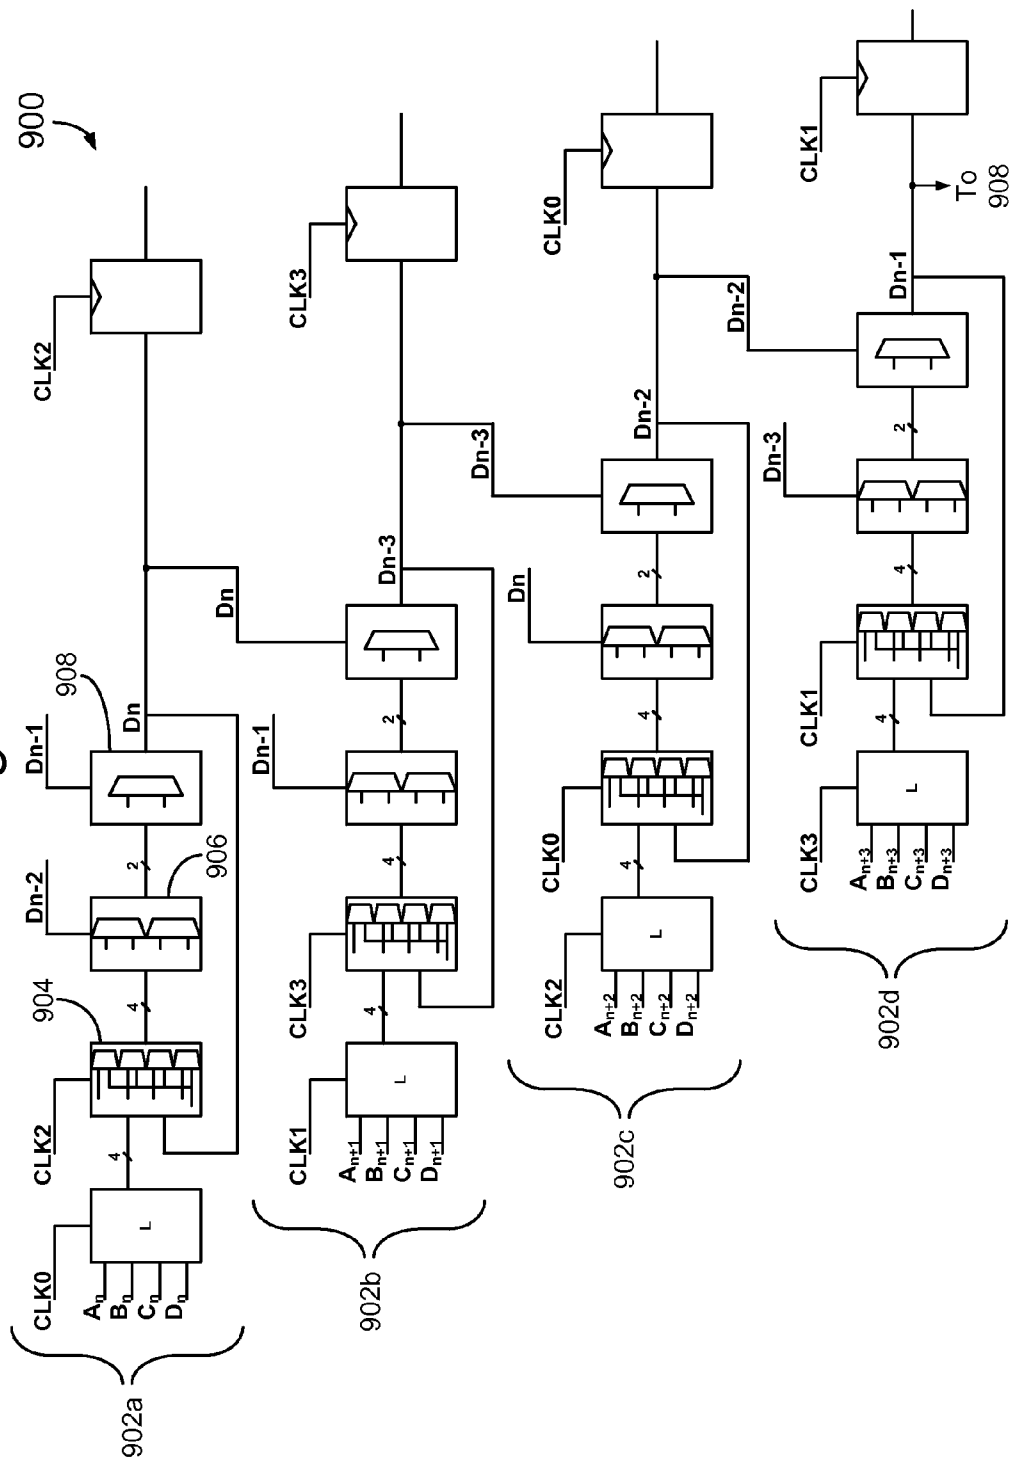 900
902a
CLK0
An
Bn
Cn
Dn
L
4
CLK2
904
4
Dn-2
906
2
Dn-1
908
Dn
Dn
CLK2
902b
CLK1
An+1
Bn+1
Cn+1
Dn+1
L
4
CLK3
4
Dn-1
2
Dn-3
Dn-3
CLK3
902c
CLK2
An+2
Bn+2
Cn+2
Dn+2
L
4
CLK0
4
Dn
2
Dn-2
Dn-2
CLK0
902d
CLK3
An+3
Bn+3
Cn+3
Dn+3
L
4
CLK1
4
Dn-3
2
Dn-1
To
908
CLK1